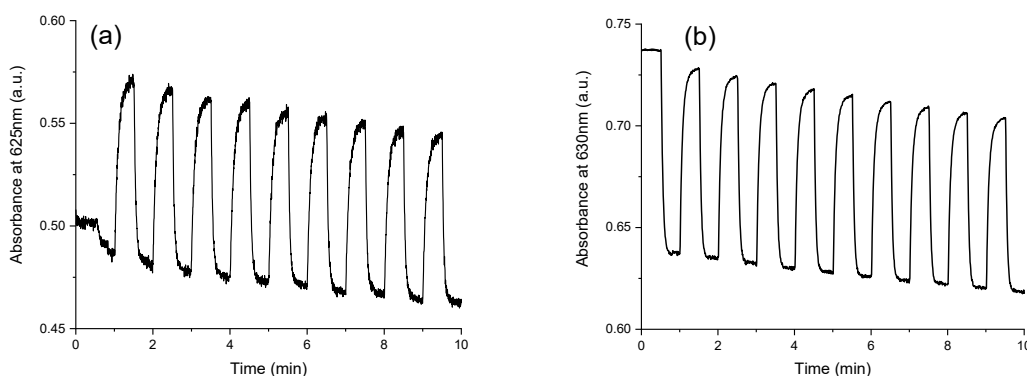 (a)
0.60
0.55
0.50
0.45
Absorbance at 625nm (a.u.)
0 2 4 6 8 10
Time (min)
(b)
0.75
0.70
0.65
0.60
Absorbance at 630nm (a.u.)
0 2 4 6 8 10
Time (min)